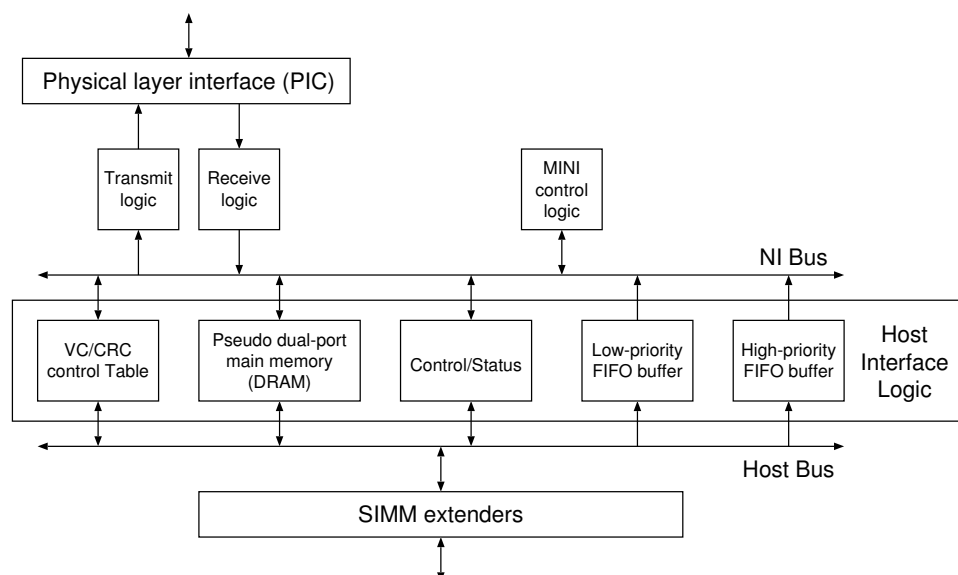 Physical layer interface (PIC)
Transmit
logic
Receive
logic
MINI
control
logic
NI Bus
VC/CRC
control Table
Pseudo dual-port
main memory
(DRAM)
Control/Status
Low-priority
FIFO buffer
High-priority
FIFO buffer
Host
Interface
Logic
Host Bus
SIMM extenders